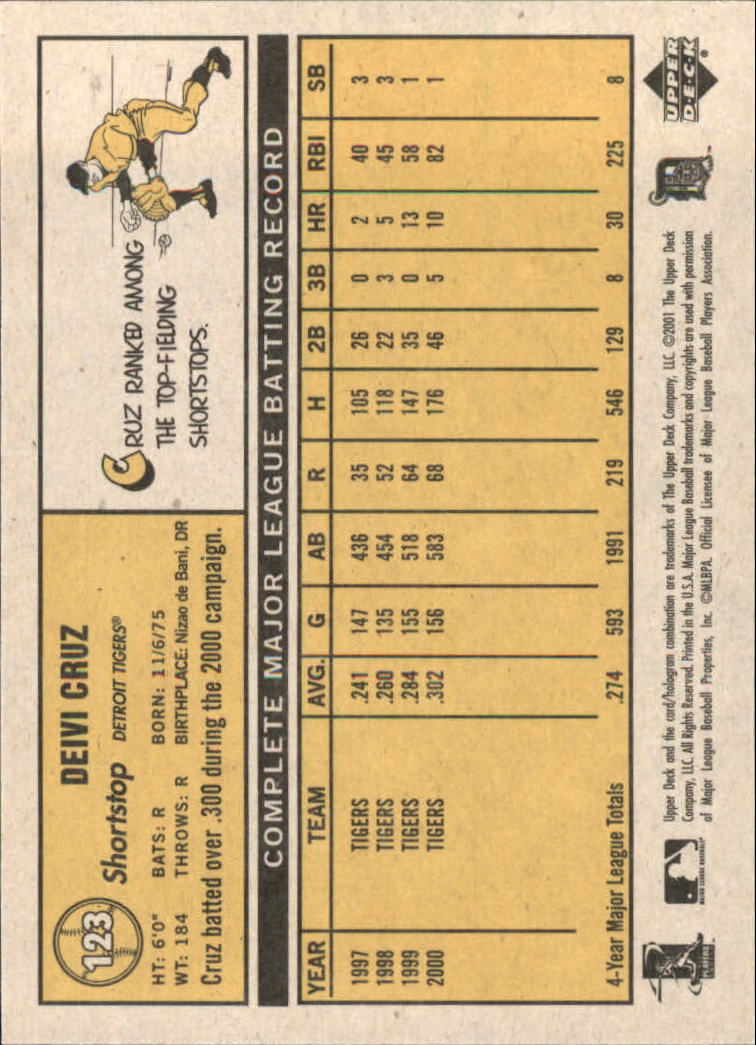 123
DEIVI CRUZ
Shortstop DETROIT TIGERS®
HT: 6'0" BATS: R BORN: 11/6/75
WT: 184 THROWS: R BIRTHPLACE: Nizao de Bani, DR
Cruz batted over .300 during the 2000 campaign.
CRUZ RANKED AMONG
THE TOP-FIELDING
SHORTSTOPS.
COMPLETE MAJOR LEAGUE BATTING RECORD
YEAR TEAM AVG. G AB R H 2B 3B HR RBI SB
1997 TIGERS .241 147 436 35 105 26 0 2 40 3
1998 TIGERS .260 135 454 52 118 22 3 5 45 3
1999 TIGERS .284 155 518 64 147 35 0 13 58 1
2000 TIGERS .302 156 583 68 176 46 5 10 82 1
4-Year Major League Totals .274 593 1991 219 546 129 8 30 225 8
Upper Deck and the card/hologram combination are trademarks of The Upper Deck Company, LLC. ©2001 The Upper Deck
Company, LLC. All Rights Reserved. Printed in the U.S.A. Major League Baseball trademarks and copyrights are used with permission
of Major League Baseball Properties, Inc. ©MLBPA. Official Licensee of Major League Baseball Players Association.
MAJOR LEAGUE BASEBALL®
D
UPPER
DECK®